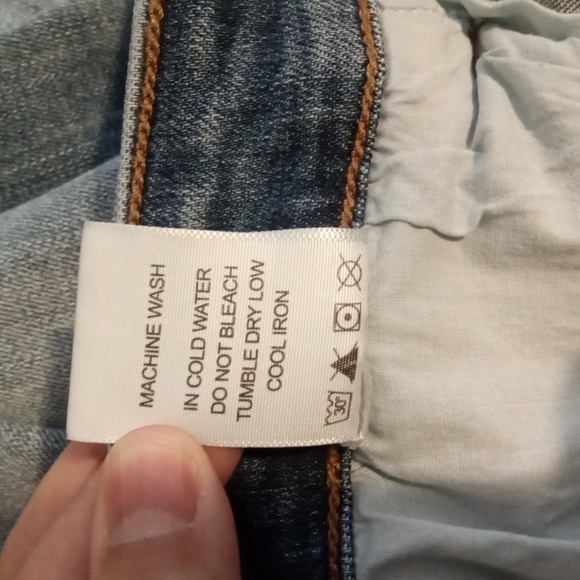 MACHINE WASH
IN COLD WATER
DO NOT BLEACH
TUMBLE DRY LOW
COOL IRON
30°